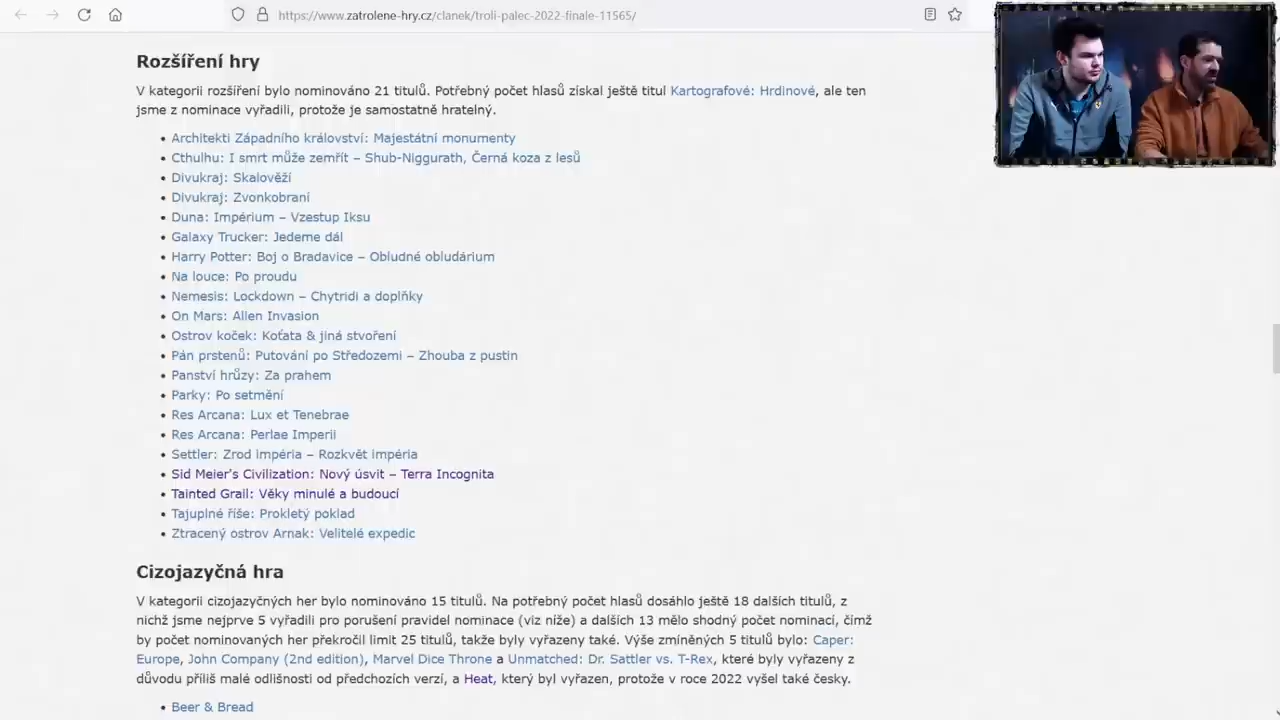 https://www.zatrolene-hry.cz/clanek/troli-palec-2022-finale-11565/
Rozšíření hry
V kategorii rozšíření bylo nominováno 21 titulů. Potřebný počet hlasů získal ještě titul Kartografové: Hrdinové, ale ten
jsme z nominace vyřadili, protože je samostatně hratelný.
• Architekti Západního království: Majestátní monumenty
• Cthulhu: I smrt může zemřít – Shub-Niggurath, Černá koza z lesů
• Divukraj: Skalověží
• Divukraj: Zvonkobraní
• Duna: Impérium – Vzestup Iksu
• Galaxy Trucker: Jedeme dál
• Harry Potter: Boj o Bradavice – Obludné obludárium
• Na louce: Po proudu
• Nemesis: Lockdown – Chytridi a doplňky
• On Mars: Alien Invasion
• Ostrov koček: Koťata & jiná stvoření
• Pán prstenů: Putování po Středozemi – Zhouba z pustin
• Panství hrůzy: Za prahem
• Parky: Po setmění
• Res Arcana: Lux et Tenebrae
• Res Arcana: Perlae Imperii
• Settler: Zrod impéria – Rozkvět impéria
• Sid Meier's Civilization: Nový úsvit – Terra Incognita
• Tainted Grail: Věky minulé a budoucí
• Tajuplné říše: Prokletý poklad
• Ztracený ostrov Arnak: Velitelé expedic
Cizojazyčná hra
V kategorii cizojazyčných her bylo nominováno 15 titulů. Na potřebný počet hlasů dosáhlo ještě 18 dalších titulů, z
nichž jsme nejprve 5 vyřadili pro porušení pravidel nominace (viz níže) a dalších 13 mělo shodný počet nominací, čímž
by počet nominovaných her překročil limit 25 titulů, takže byly vyřazeny také. Výše zmíněných 5 titulů bylo: Caper:
Europe, John Company (2nd edition), Marvel Dice Throne a Unmatched: Dr. Sattler vs. T-Rex, které byly vyřazeny z
důvodu příliš malé odlišnosti od předchozích verzí, a Heat, který byl vyřazen, protože v roce 2022 vyšel také česky.
• Beer & Bread